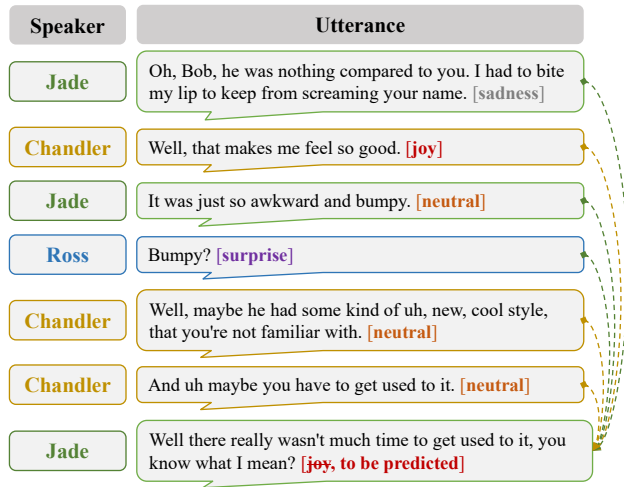 Speaker Utterance
Jade
Oh, Bob, he was nothing compared to you. I had to bite
my lip to keep from screaming your name. [sadness]
Chandler
Well, that makes me feel so good. [joy]
Jade
It was just so awkward and bumpy. [neutral]
Ross
Bumpy? [surprise]
Chandler
Well, maybe he had some kind of uh, new, cool style,
that you're not familiar with. [neutral]
Chandler
And uh maybe you have to get used to it. [neutral]
Jade
Well there really wasn't much time to get used to it, you
know what I mean? [joy, to be predicted]